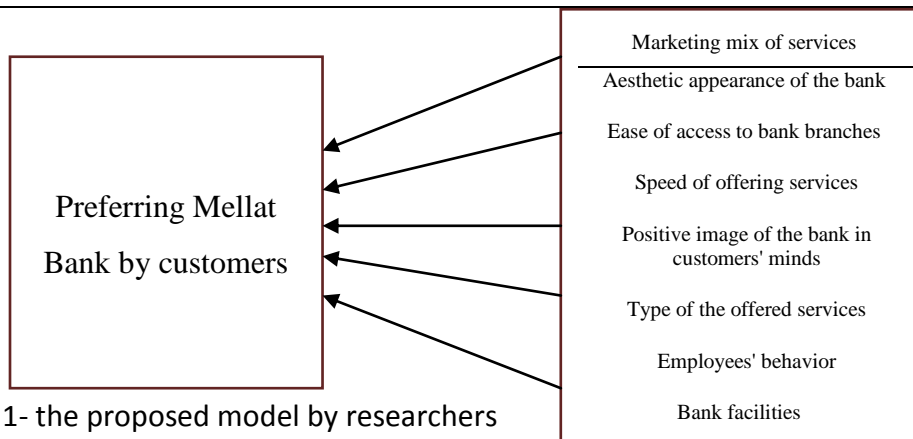 Preferring Mellat
Bank by customers
Marketing mix of services
Aesthetic appearance of the bank
Ease of access to bank branches
Speed of offering services
Positive image of the bank in
customers' minds
Type of the offered services
Employees' behavior
Bank facilities
1- the proposed model by researchers